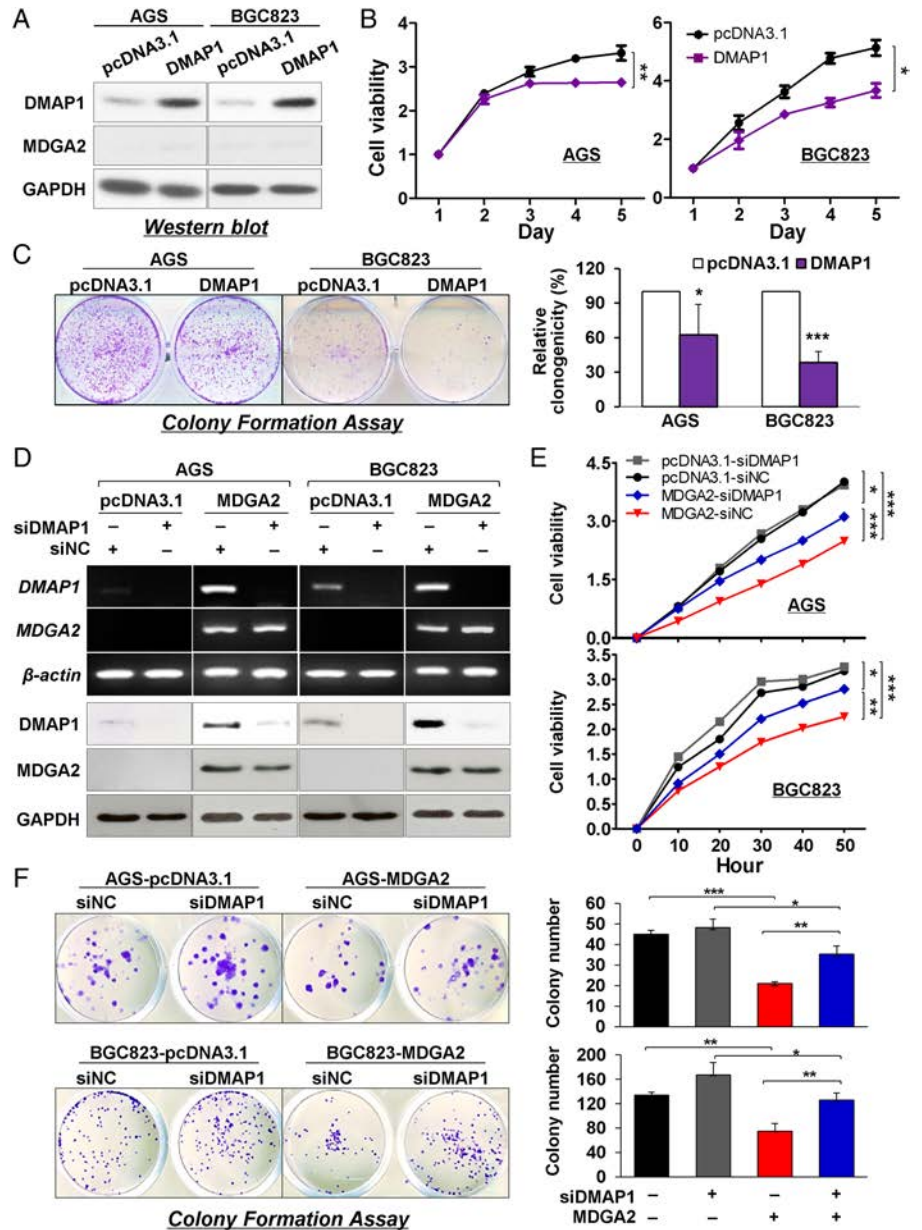 A
AGS BGC823
pcDNA3.1 DMAP1 pcDNA3.1 DMAP1
DMAP1
MDGA2
GAPDH
Western blot
B
Cell viability
3
2
1
0
**
AGS
1 2 3 4 5
Day
pcDNA3.1
DMAP1
8
6
4
2
0
*
BGC823
1 2 3 4 5
Day
C
AGS BGC823
pcDNA3.1 DMAP1 pcDNA3.1 DMAP1
Colony Formation Assay
pcDNA3.1 DMAP1
Relative
clonogenicity (%)
120
90
60
30
0
* ***
AGS BGC823
D
AGS BGC823
pcDNA3.1 MDGA2 pcDNA3.1 MDGA2
siDMAP1 – + – + – + – +
siNC + – + – + – + –
DMAP1
MDGA2
β-actin
DMAP1
MDGA2
GAPDH
E
pcDNA3.1-siDMAP1
pcDNA3.1-siNC
MDGA2-siDMAP1
MDGA2-siNC
Cell viability
4.5
3.0
1.5
0.0
* *** ***
AGS
Cell viability
3.5
3.0
2.5
2.0
1.5
1.0
0.5
0.0
* ** ***
BGC823
0 10 20 30 40 50
Hour
F
AGS-pcDNA3.1 AGS-MDGA2
siNC siDMAP1 siNC siDMAP1
BGC823-pcDNA3.1 BGC823-MDGA2
siNC siDMAP1 siNC siDMAP1
Colony Formation Assay
Colony number
60
50
40
30
20
10
0
*** * **
Colony number
200
160
120
80
40
0
** * **
siDMAP1 – + – +
MDGA2 – – + +